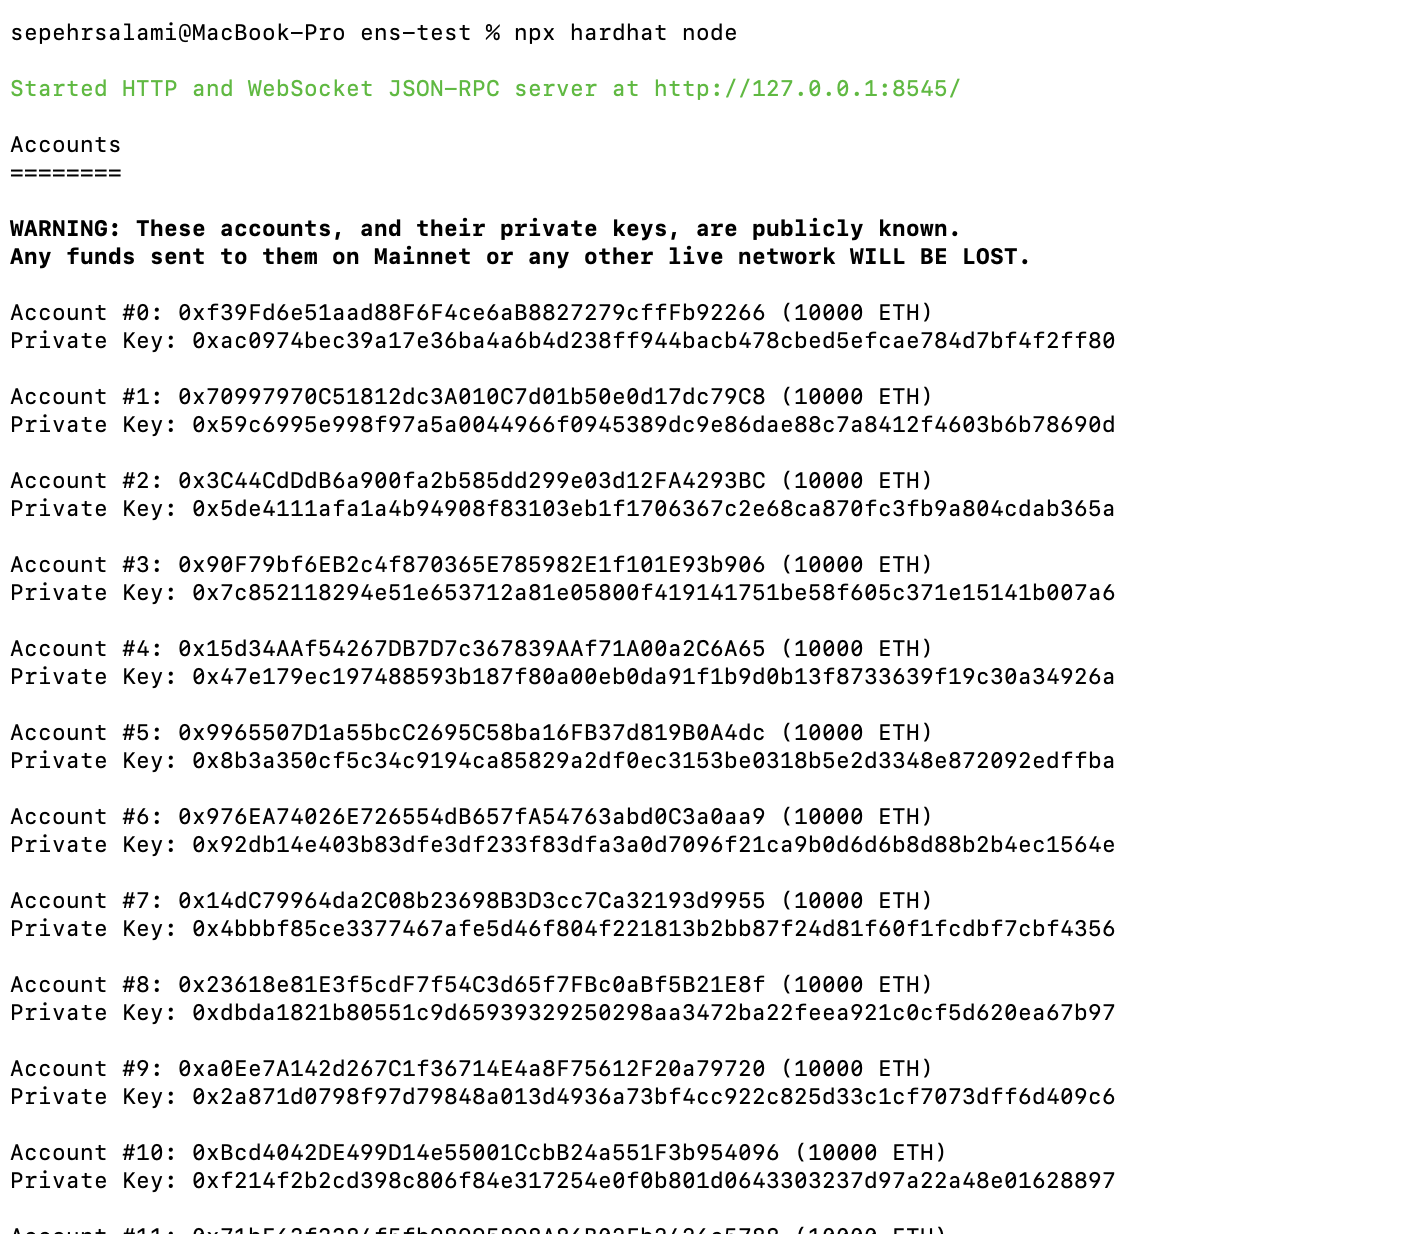 sepehrsalami@MacBook-Pro ens-test % npx hardhat node
Started HTTP and WebSocket JSON-RPC server at http://127.0.0.1:8545/
Accounts
========
WARNING: These accounts, and their private keys, are publicly known.
Any funds sent to them on Mainnet or any other live network WILL BE LOST.
Account #0: 0xf39Fd6e51aad88F6F4ce6aB8827279cffFb92266 (10000 ETH)
Private Key: 0xac0974bec39a17e36ba4a6b4d238ff944bacb478cbed5efcae784d7bf4f2ff80
Account #1: 0x70997970C51812dc3A010C7d01b50e0d17dc79C8 (10000 ETH)
Private Key: 0x59c6995e998f97a5a0044966f0945389dc9e86dae88c7a8412f4603b6b78690d
Account #2: 0x3C44CdDdB6a900fa2b585dd299e03d12FA4293BC (10000 ETH)
Private Key: 0x5de4111afa1a4b94908f83103eb1f1706367c2e68ca870fc3fb9a804cdab365a
Account #3: 0x90F79bf6EB2c4f870365E785982E1f101E93b906 (10000 ETH)
Private Key: 0x7c852118294e51e653712a81e05800f419141751be58f605c371e15141b007a6
Account #4: 0x15d34AAf54267DB7D7c367839AAf71A00a2C6A65 (10000 ETH)
Private Key: 0x47e179ec197488593b187f80a00eb0da91f1b9d0b13f8733639f19c30a34926a
Account #5: 0x9965507D1a55bcC2695C58ba16FB37d819B0A4dc (10000 ETH)
Private Key: 0x8b3a350cf5c34c9194ca85829a2df0ec3153be0318b5e2d3348e872092edffba
Account #6: 0x976EA74026E726554dB657fA54763abd0C3a0aa9 (10000 ETH)
Private Key: 0x92db14e403b83dfe3df233f83dfa3a0d7096f21ca9b0d6d6b8d88b2b4ec1564e
Account #7: 0x14dC79964da2C08b23698B3D3cc7Ca32193d9955 (10000 ETH)
Private Key: 0x4bbbf85ce3377467afe5d46f804f221813b2bb87f24d81f60f1fcdbf7cbf4356
Account #8: 0x23618e81E3f5cdF7f54C3d65f7FBc0aBf5B21E8f (10000 ETH)
Private Key: 0xdbda1821b80551c9d65939329250298aa3472ba22feea921c0cf5d620ea67b97
Account #9: 0xa0Ee7A142d267C1f36714E4a8F75612F20a79720 (10000 ETH)
Private Key: 0x2a871d0798f97d79848a013d4936a73bf4cc922c825d33c1cf7073dff6d409c6
Account #10: 0xBcd4042DE499D14e55001CcbB24a551F3b954096 (10000 ETH)
Private Key: 0xf214f2b2cd398c806f84e317254e0f0b801d0643303237d97a22a48e01628897
Account #11: (10000 ETH)